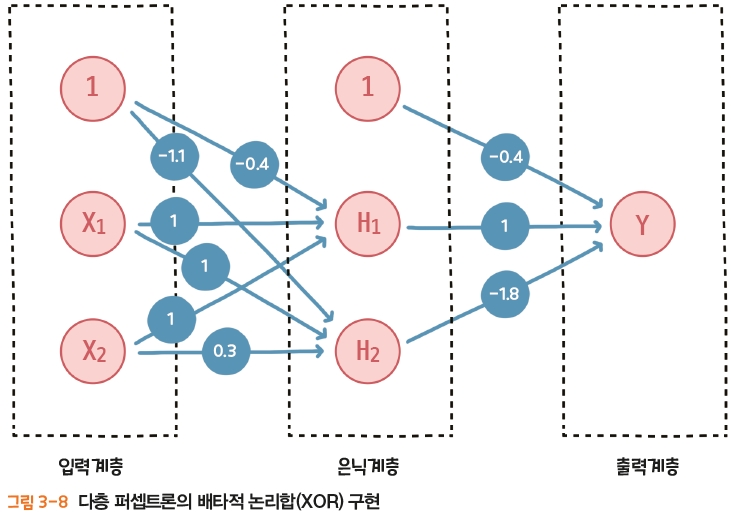 1
1
-1.1
-0.4
-0.4
X1
1
H1
1
Y
1
1
-1.8
X2
0.3
H2
입력계층
은닉계층
출력계층
그림 3-8 다층 퍼셉트론의 배타적 논리합(XOR) 구현